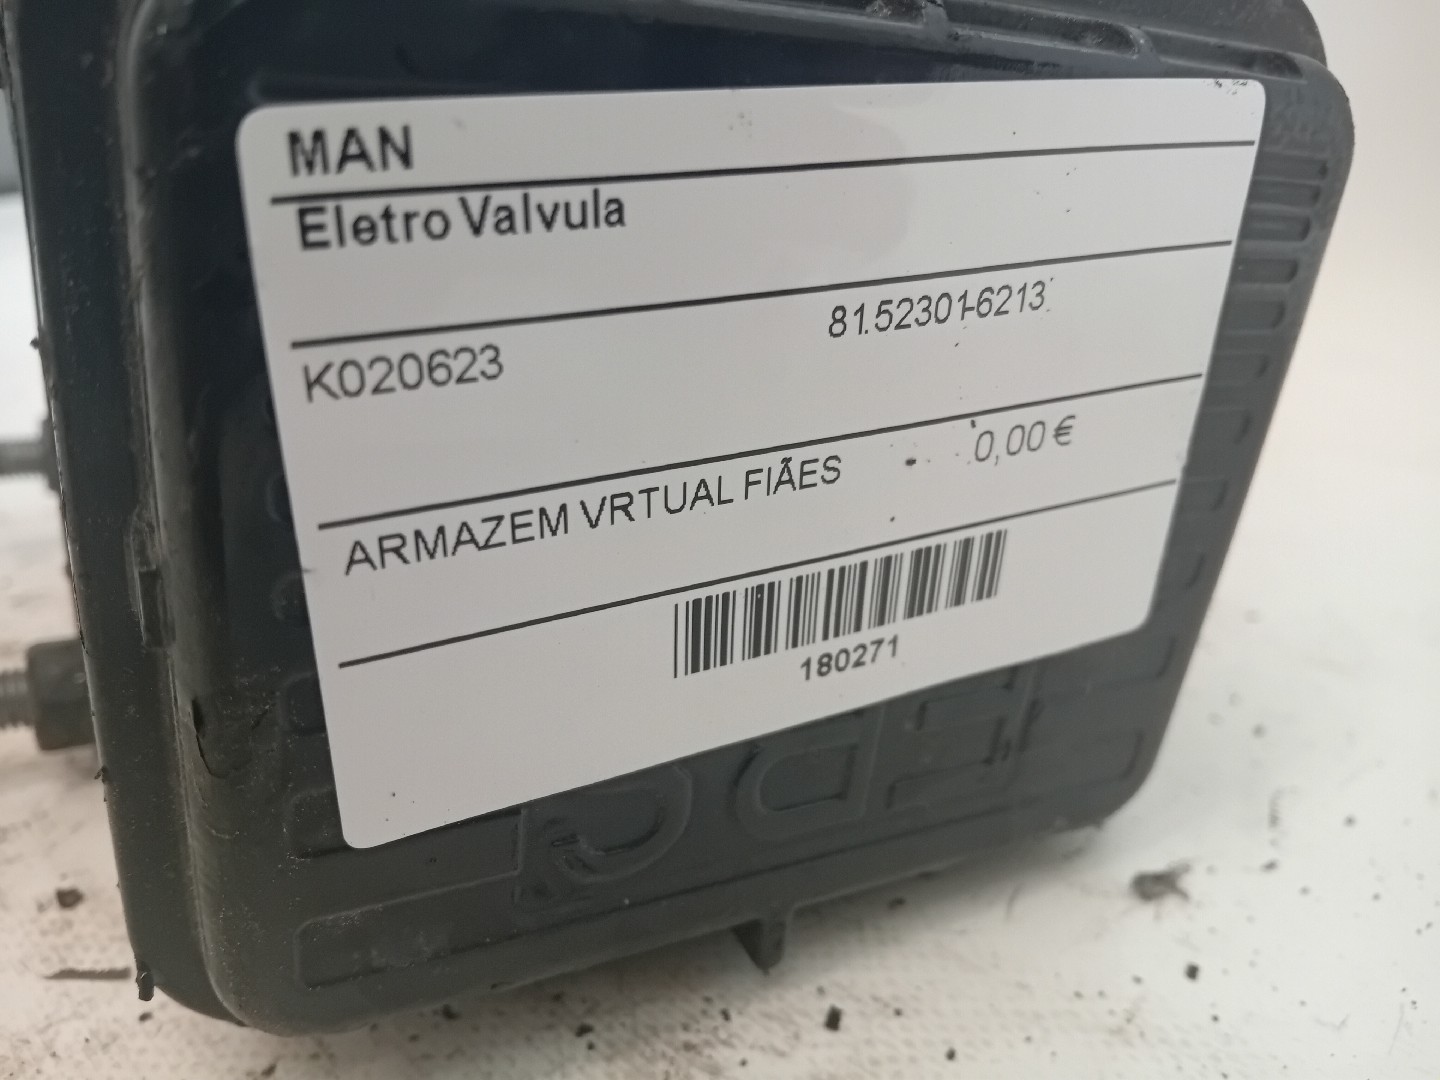 MAN
Eletro Valvula
K020623 81.52301-6213
ARMAZEM VRTUAL FIÃES 0,00 €
180271